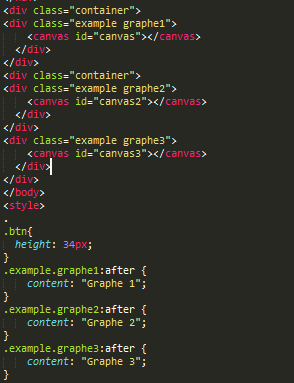 <div class="container">
<div class="example graphe1">
<canvas id="canvas"></canvas>
</div>
</div>
<div class="container">
<div class="example graphe2">
<canvas id="canvas2"></canvas>
</div>
</div>
<div class="example graphe3">
<canvas id="canvas3"></canvas>
</div>
</div>
</body>
<style>
.
.btn{
height: 34px;
}
.example.graphe1:after {
content: "Graphe 1";
}
.example.graphe2:after {
content: "Graphe 2";
}
.example.graphe3:after {
content: "Graphe 3";
}